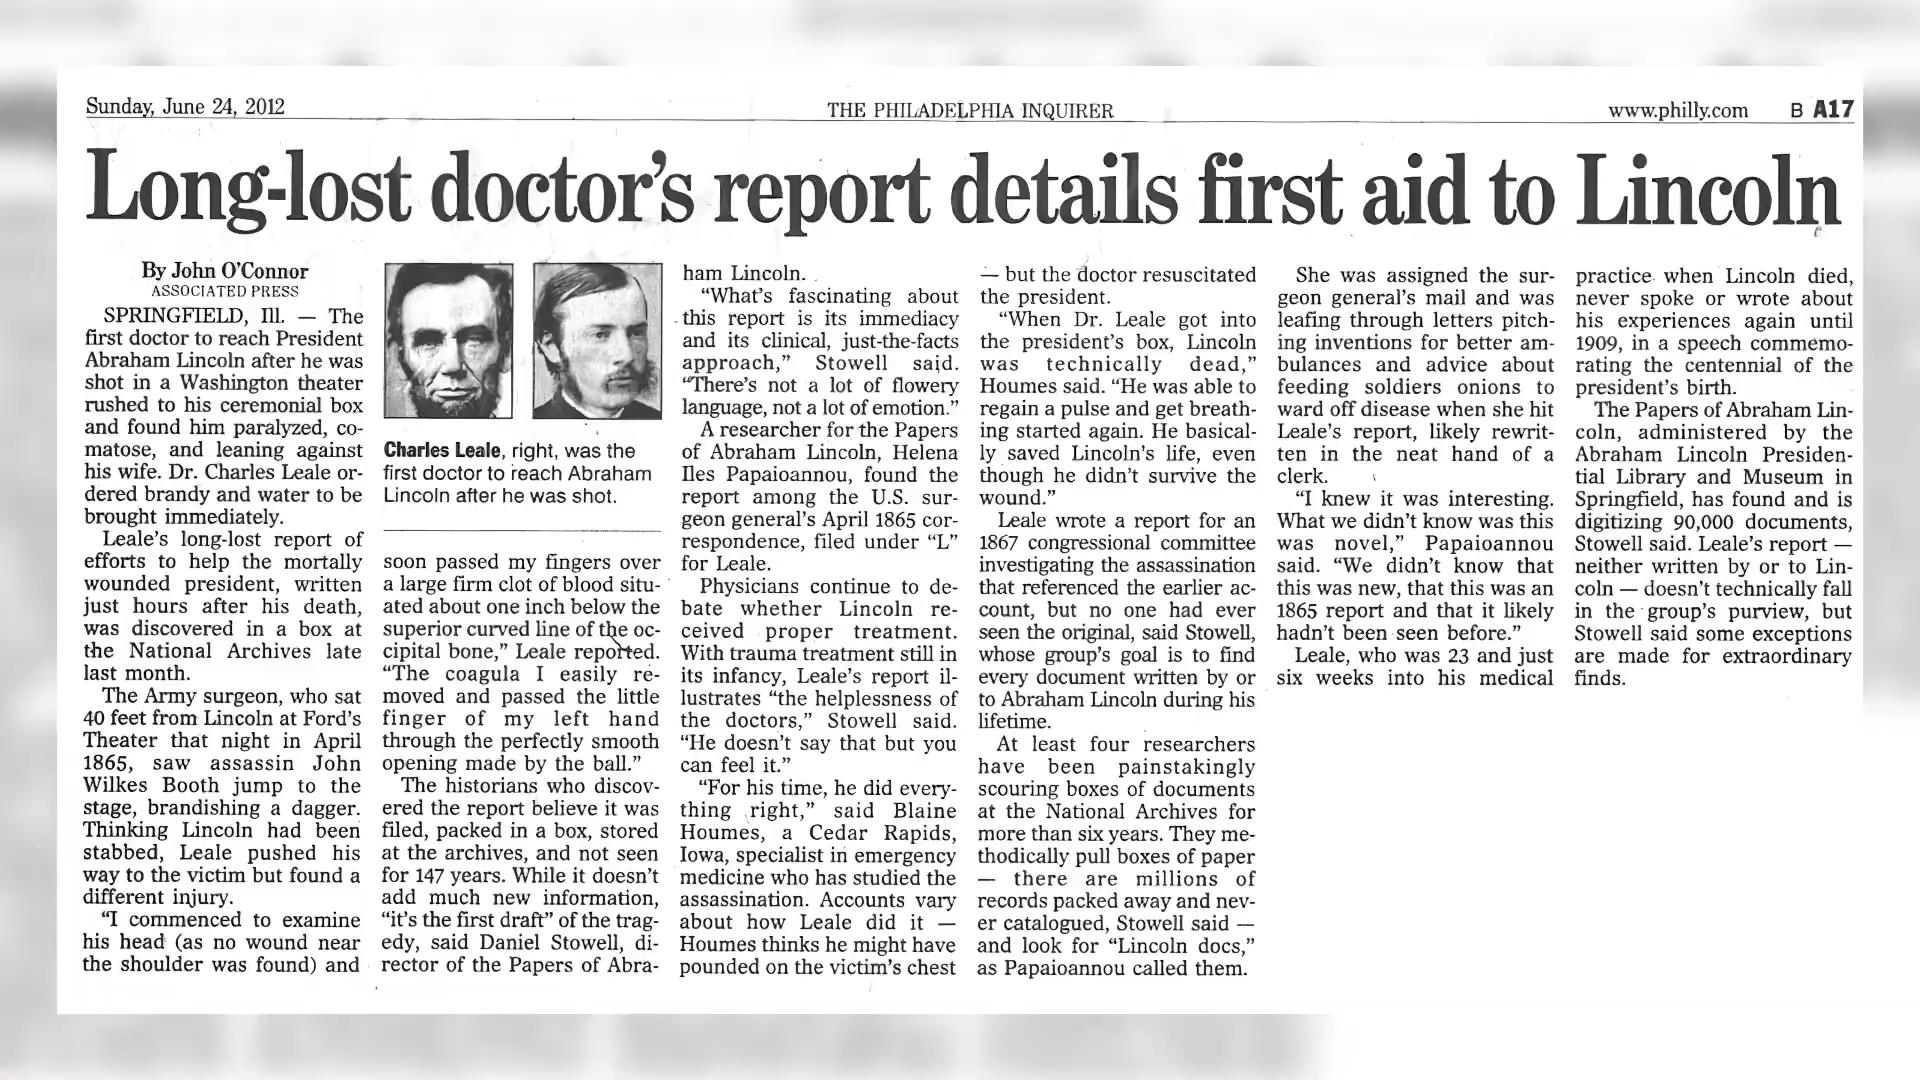 Sunday, June 24, 2012
THE PHILADELPHIA INQUIRER
www.philly.com
B A17
Long-lost doctor's report details first aid to Lincoln
By John O'Connor
ASSOCIATED PRESS
SPRINGFIELD, Ill. — The
first doctor to reach President
Abraham Lincoln after he was
shot in a Washington theater
rushed to his ceremonial box
and found him paralyzed, co-
matose, and leaning against
his wife. Dr. Charles Leale or-
dered brandy and water to be
brought immediately.
Leale's long-lost report of
efforts to help the mortally
wounded president, written
just hours after his death,
was discovered in a box at
the National Archives late
last month.
The Army surgeon, who sat
40 feet from Lincoln at Ford's
Theater that night in April
1865, saw assassin John
Wilkes Booth jump to the
stage, brandishing a dagger.
Thinking Lincoln had been
stabbed, Leale pushed his
way to the victim but found a
different injury.
"I commenced to examine
his head (as no wound near
the shoulder was found) and
Charles Leale, right, was the
first doctor to reach Abraham
Lincoln after he was shot.
soon passed my fingers over
a large firm clot of blood situ-
ated about one inch below the
superior curved line of the oc-
cipital bone," Leale reported.
"The coagula I easily re-
moved and passed the little
finger of my left hand
through the perfectly smooth
opening made by the ball."
The historians who discov-
ered the report believe it was
filed, packed in a box, stored
at the archives, and not seen
for 147 years. While it doesn't
add much new information,
"it's the first draft" of the trag-
edy, said Daniel Stowell, di-
rector of the Papers of Abra-
ham Lincoln.
"What's fascinating about
this report is its immediacy
and its clinical, just-the-facts
approach," Stowell said.
"There's not a lot of flowery
language, not a lot of emotion."
A researcher for the Papers
of Abraham Lincoln, Helena
Iles Papaioannou, found the
report among the U.S. sur-
geon general's April 1865 cor-
respondence, filed under "L"
for Leale.
Physicians continue to de-
bate whether Lincoln re-
ceived proper treatment.
With trauma treatment still in
its infancy, Leale's report il-
lustrates "the helplessness of
the doctors," Stowell said.
"He doesn't say that but you
can feel it."
"For his time, he did every-
thing right," said Blaine
Houmes, a Cedar Rapids,
Iowa, specialist in emergency
medicine who has studied the
assassination. Accounts vary
about how Leale did it —
Houmes thinks he might have
pounded on the victim's chest
— but the doctor resuscitated
the president.
"When Dr. Leale got into
the president's box, Lincoln
was technically dead,"
Houmes said. "He was able to
regain a pulse and get breath-
ing started again. He basical-
ly saved Lincoln's life, even
though he didn't survive the
wound."
Leale wrote a report for an
1867 congressional committee
investigating the assassination
that referenced the earlier ac-
count, but no one had ever
seen the original, said Stowell,
whose group's goal is to find
every document written by or
to Abraham Lincoln during his
lifetime.
At least four researchers
have been painstakingly
scouring boxes of documents
at the National Archives for
more than six years. They me-
thodically pull boxes of paper
— there are millions of
records packed away and nev-
er catalogued, Stowell said —
and look for "Lincoln docs,"
as Papaioannou called them.
She was assigned the sur-
geon general's mail and was
leafing through letters pitch-
ing inventions for better am-
bulances and advice about
feeding soldiers onions to
ward off disease when she hit
Leale's report, likely rewrit-
ten in the neat hand of a
clerk.
"I knew it was interesting.
What we didn't know was this
was novel," Papaioannou
said. "We didn't know that
this was new, that this was an
1865 report and that it likely
hadn't been seen before."
Leale, who was 23 and just
six weeks into his medical
practice when Lincoln died,
never spoke or wrote about
his experiences again until
1909, in a speech commemo-
rating the centennial of the
president's birth.
The Papers of Abraham Lin-
coln, administered by the
Abraham Lincoln Presiden-
tial Library and Museum in
Springfield, has found and is
digitizing 90,000 documents,
Stowell said. Leale's report —
neither written by or to Lin-
coln — doesn't technically fall
in the group's purview, but
Stowell said some exceptions
are made for extraordinary
finds.